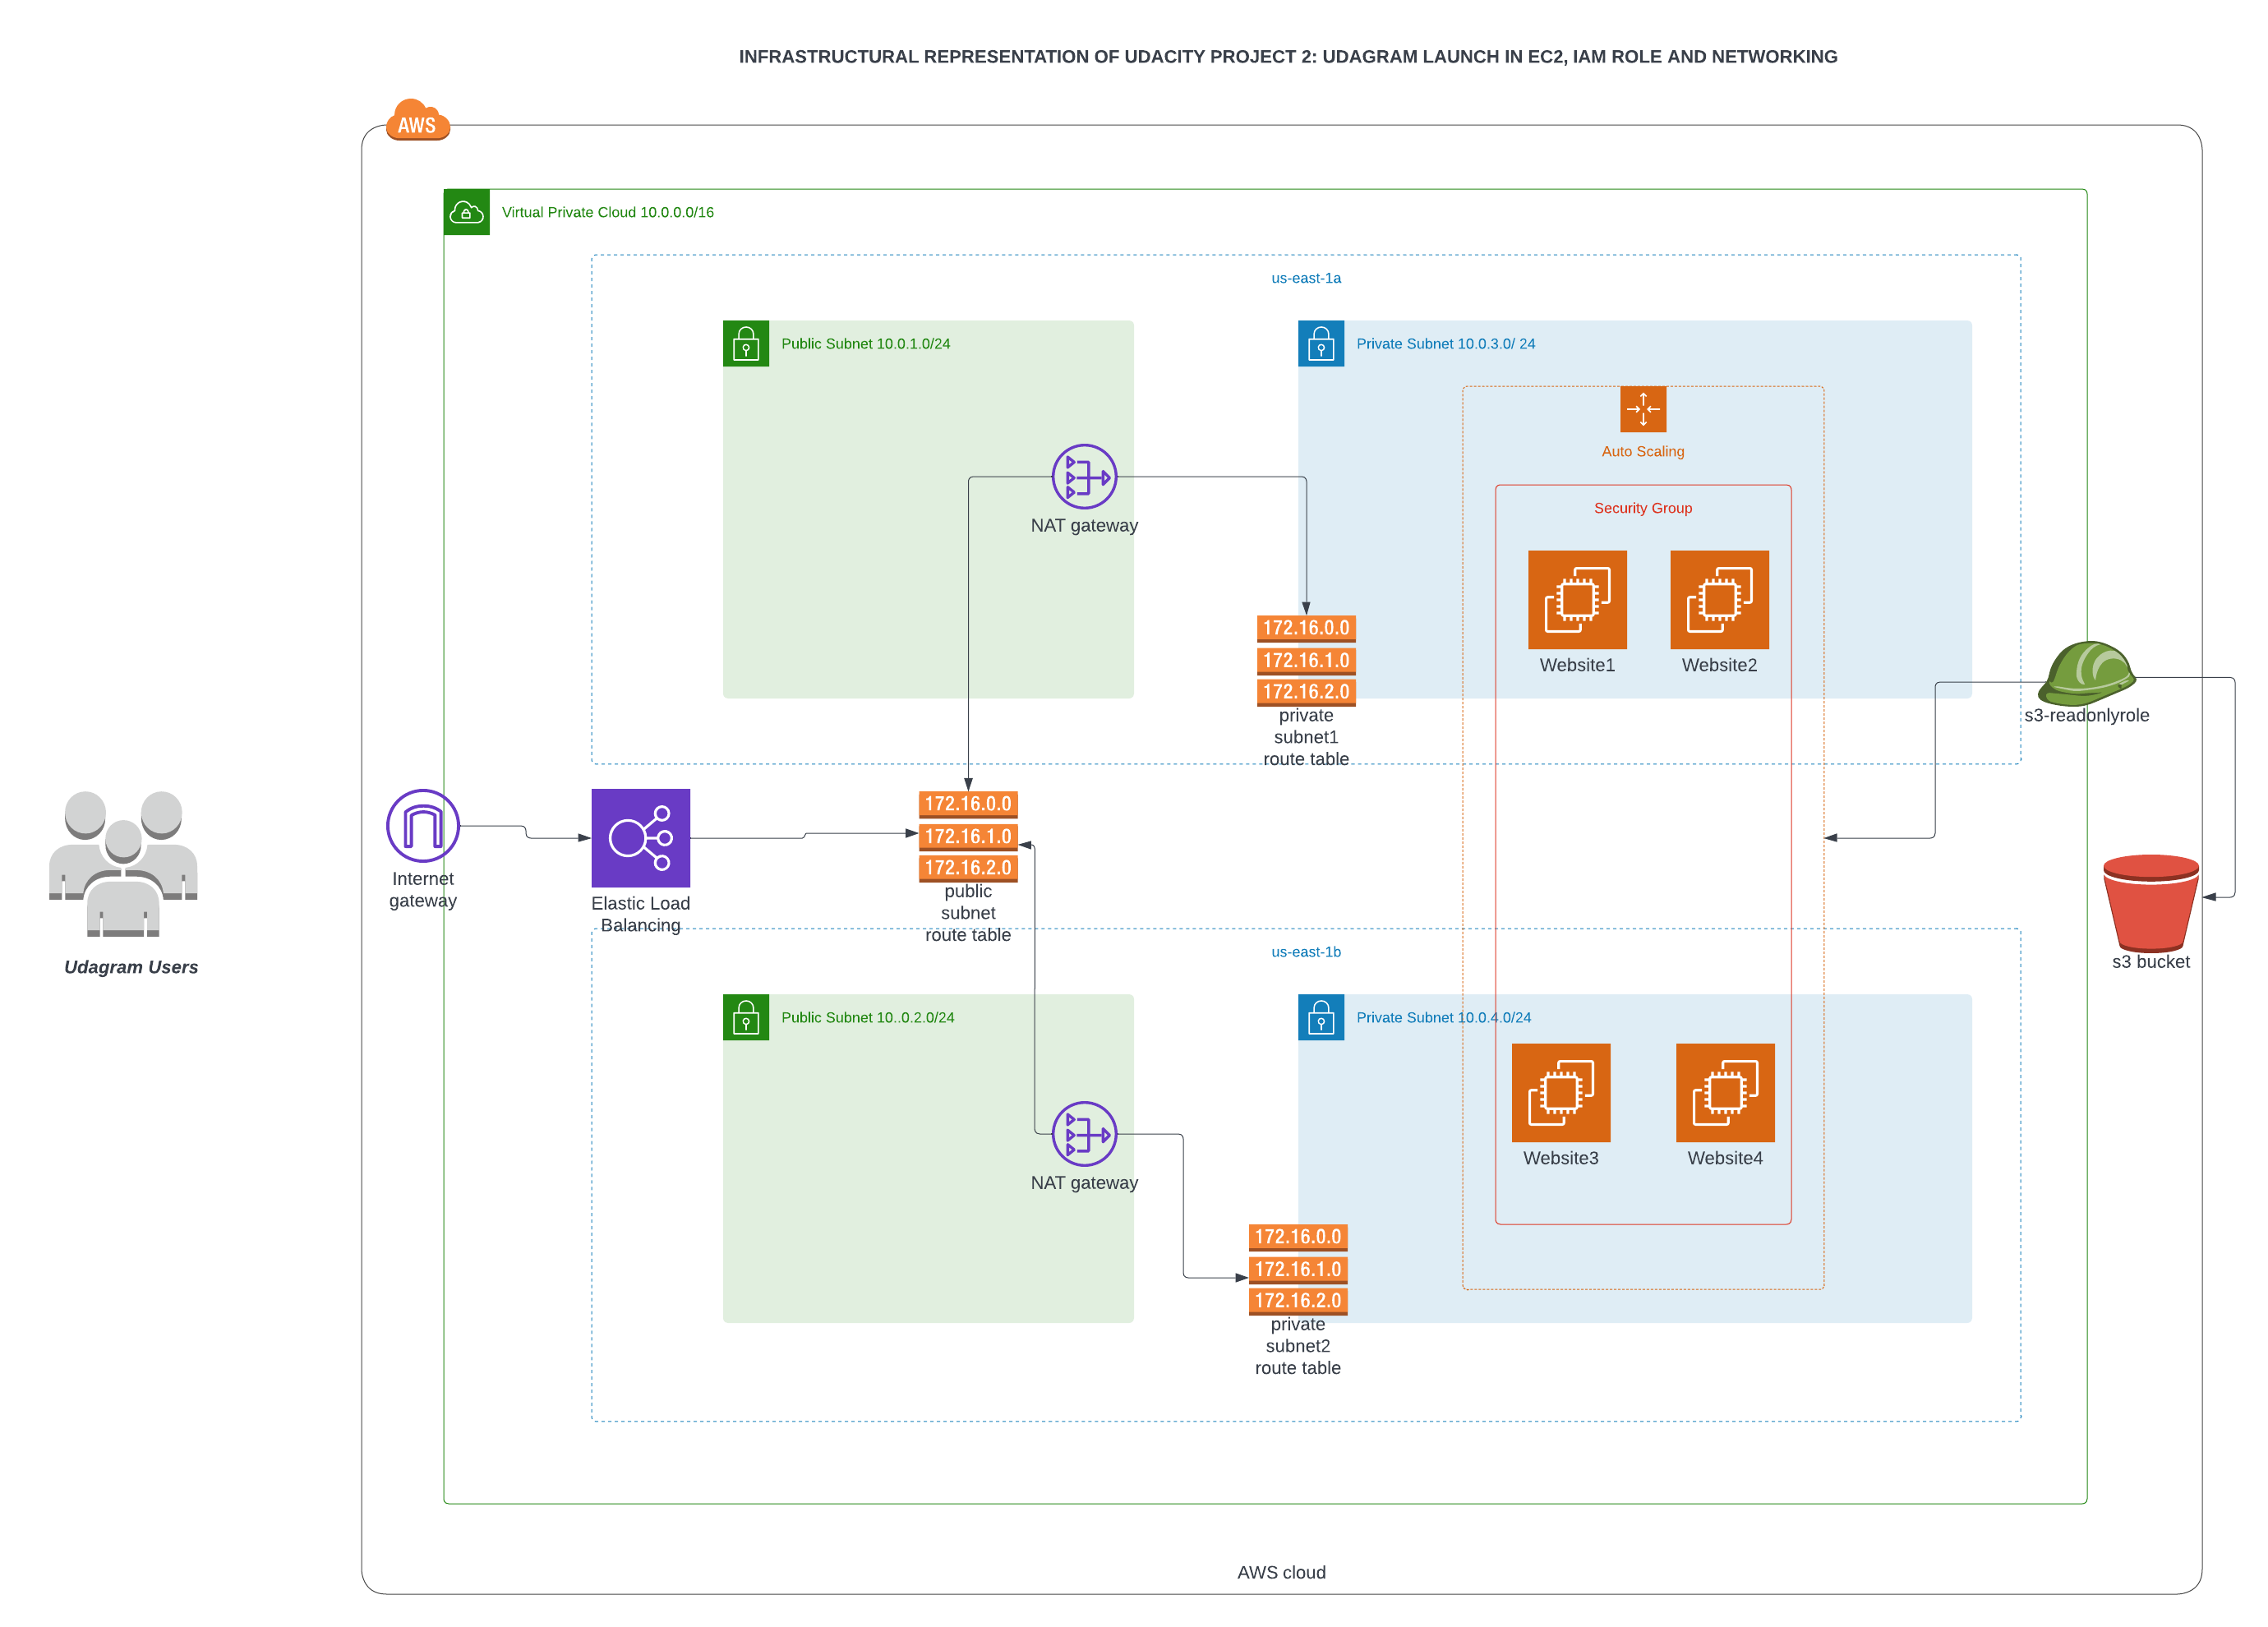 INFRASTRUCTURAL REPRESENTATION OF UDACITY PROJECT 2: UDAGRAM LAUNCH IN EC2, IAM ROLE AND NETWORKING
AWS
Virtual Private Cloud 10.0.0.0/16
us-east-1a
Public Subnet 10.0.1.0/24
Private Subnet 10.0.3.0/ 24
Auto Scaling
Security Group
NAT gateway
Website1
Website2
172.16.0.0
172.16.1.0
172.16.2.0
private
subnet1
route table
s3-readonlyrole
Udagram Users
Internet
gateway
Elastic Load
Balancing
172.16.0.0
172.16.1.0
172.16.2.0
public
subnet
route table
s3 bucket
us-east-1b
Public Subnet 10..0.2.0/24
Private Subnet 10.0.4.0/24
NAT gateway
Website3
Website4
172.16.0.0
172.16.1.0
172.16.2.0
private
subnet2
route table
AWS cloud